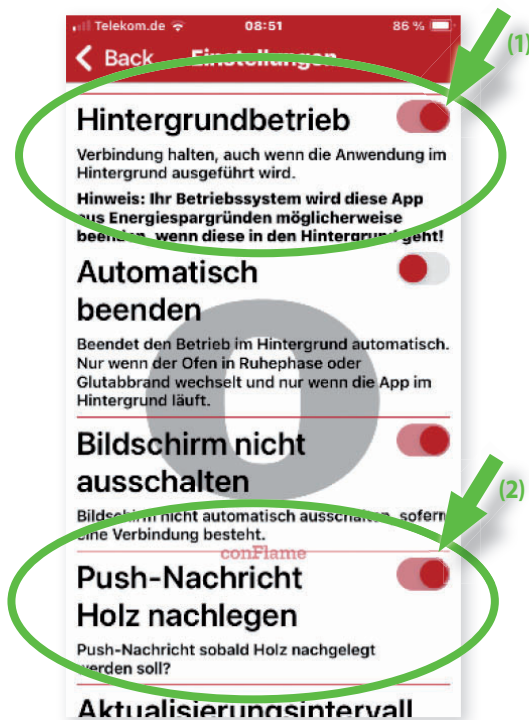 Telekom.de 08:51 86 %
(1)
Back Einstellungen
Hintergrundbetrieb
Verbindung halten, auch wenn die Anwendung im
Hintergrund ausgeführt wird.
Hinweis: Ihr Betriebssystem wird diese App
aus Energiespargründen möglicherweise
beenden, wenn diese in den Hintergrund geht!
Automatisch
beenden
Beendet den Betrieb im Hintergrund automatisch.
Nur wenn der Ofen in Ruhephase oder
Glutabbrand wechselt und nur wenn die App im
Hintergrund läuft.
Bildschirm nicht
ausschalten
(2)
Bildschirm nicht automatisch ausschalten, sofern
eine Verbindung besteht.
conFlame
Push-Nachricht
Holz nachlegen
Push-Nachricht sobald Holz nachgelegt
werden soll?
Aktualisierungsintervall